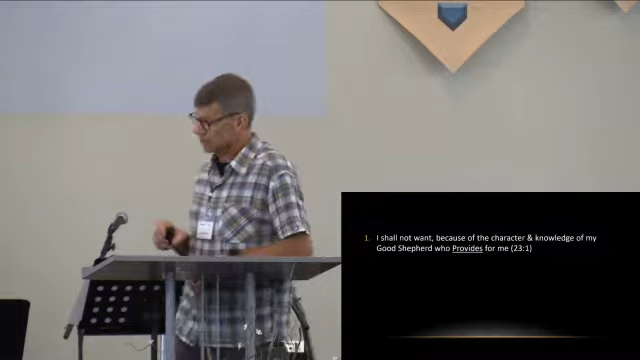 1. I shall not want, because of the character & knowledge of my
Good Shepherd who Provides for me (23:1)